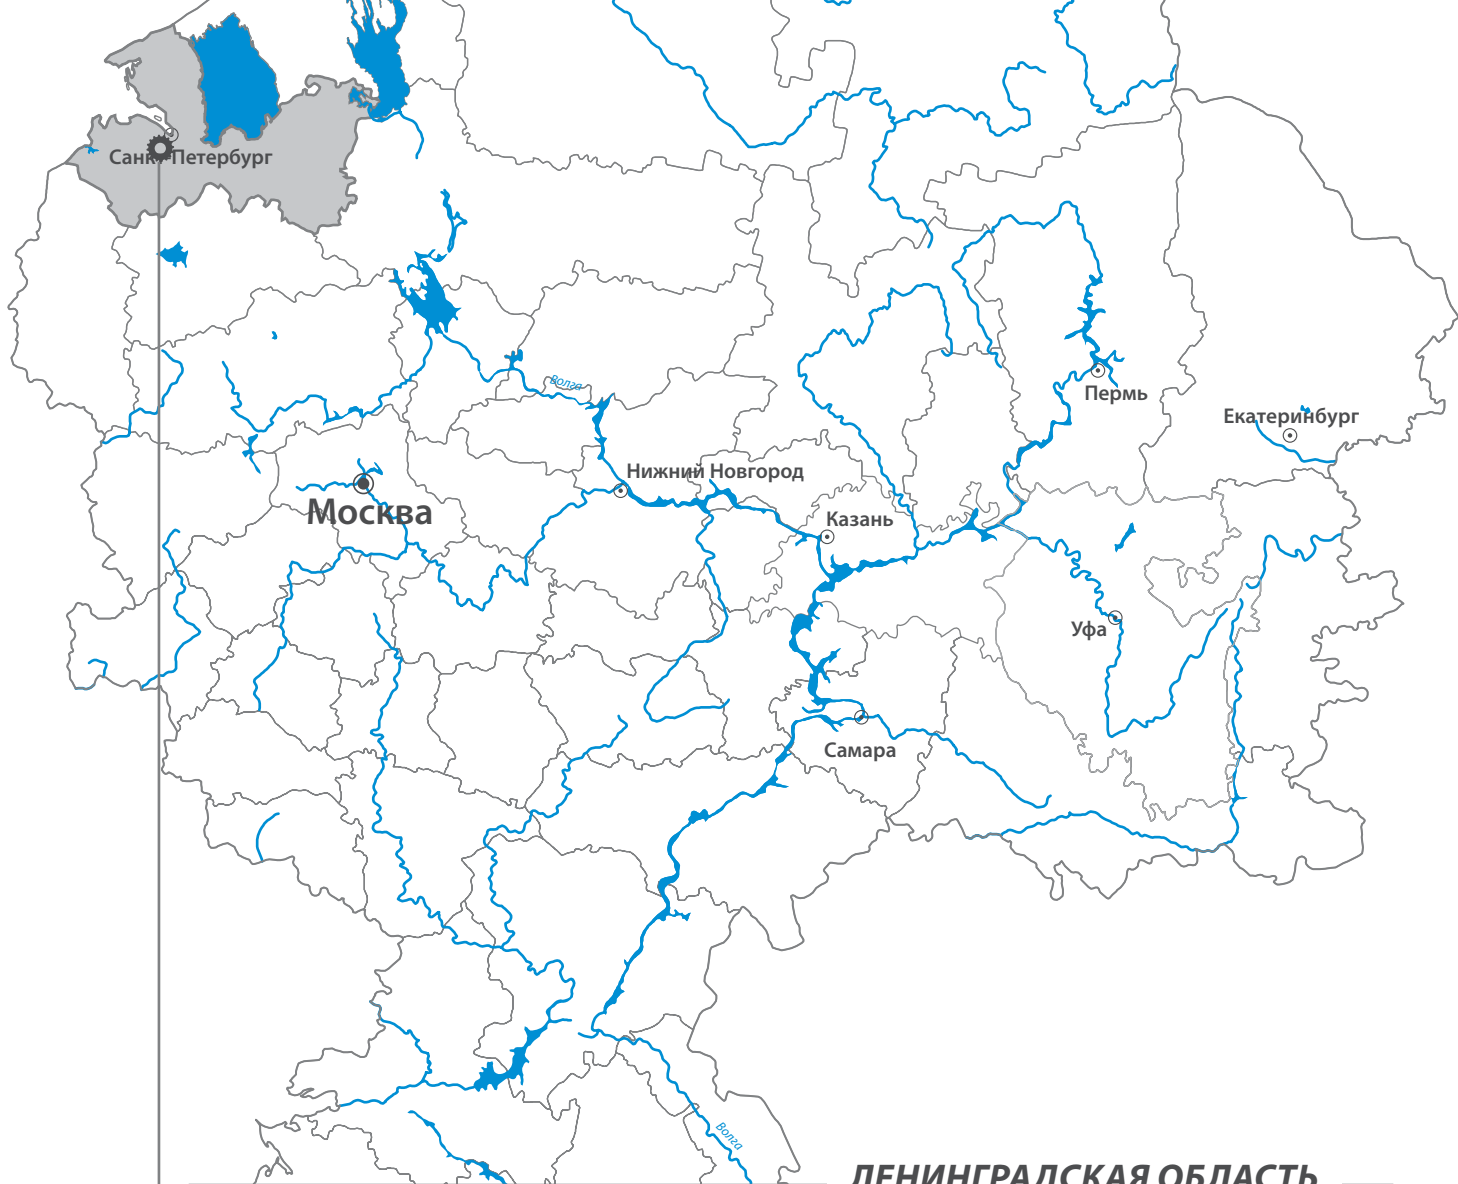 Санкт-Петербург
Волга
Пермь
Екатеринбург
Нижний Новгород
Москва
Казань
Уфа
Самара
Волга
ЛЕНИНГРАДСКАЯ ОБЛАСТЬ